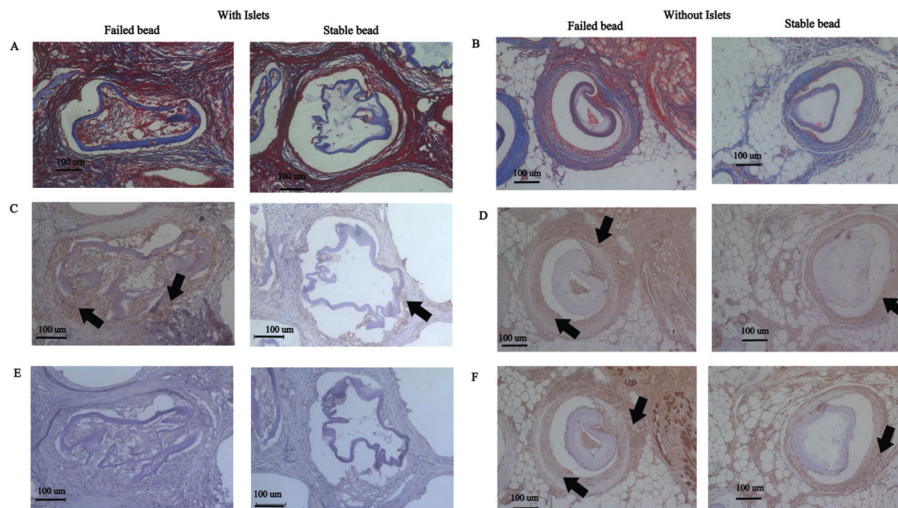 With Islets
Without Islets
Failed bead
Stable bead
Failed bead
Stable bead
A
B
100 um
100 um
100 um
100 um
C
D
100 um
100 um
100 um
100 um
E
F
100 um
100 um
100 um
100 um